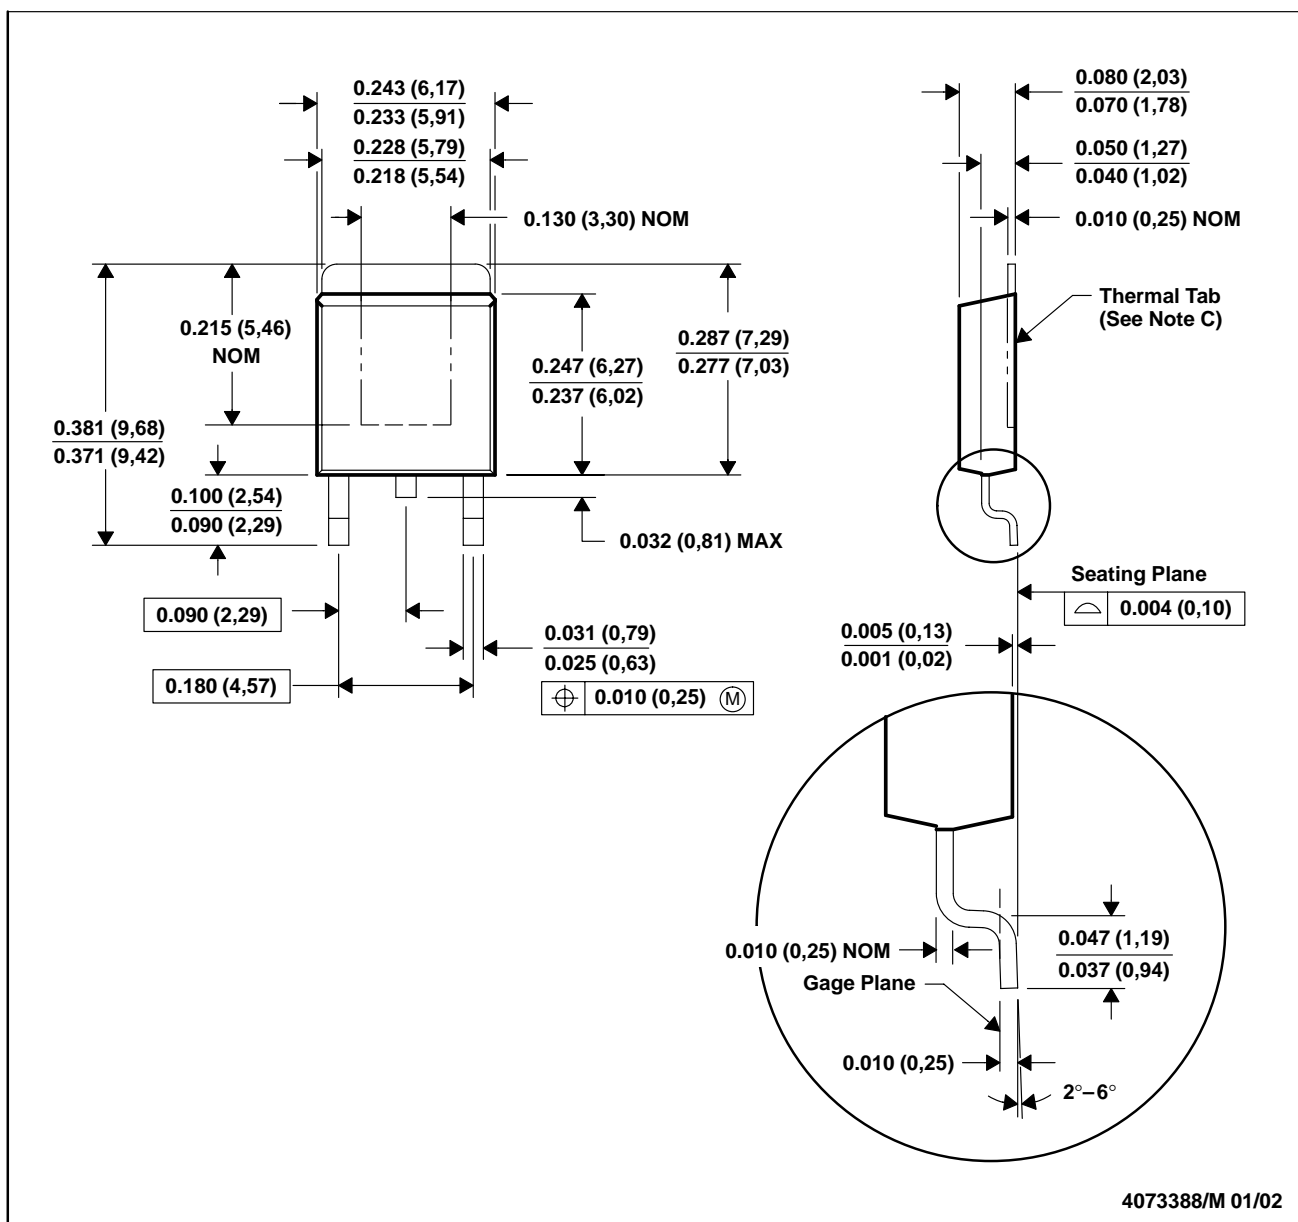 0.243 (6,17)
0.233 (5,91)
0.228 (5,79)
0.218 (5,54)
0.130 (3,30) NOM
0.215 (5,46)
NOM
0.247 (6,27)
0.237 (6,02)
0.287 (7,29)
0.277 (7,03)
0.381 (9,68)
0.371 (9,42)
0.100 (2,54)
0.090 (2,29)
0.032 (0,81) MAX
0.090 (2,29)
0.180 (4,57)
0.031 (0,79)
0.025 (0,63)
0.010 (0,25) M
0.080 (2,03)
0.070 (1,78)
0.050 (1,27)
0.040 (1,02)
0.010 (0,25) NOM
Thermal Tab
(See Note C)
Seating Plane
0.004 (0,10)
0.005 (0,13)
0.001 (0,02)
0.010 (0,25) NOM
Gage Plane
0.047 (1,19)
0.037 (0,94)
0.010 (0,25)
2°–6°
4073388/M 01/02